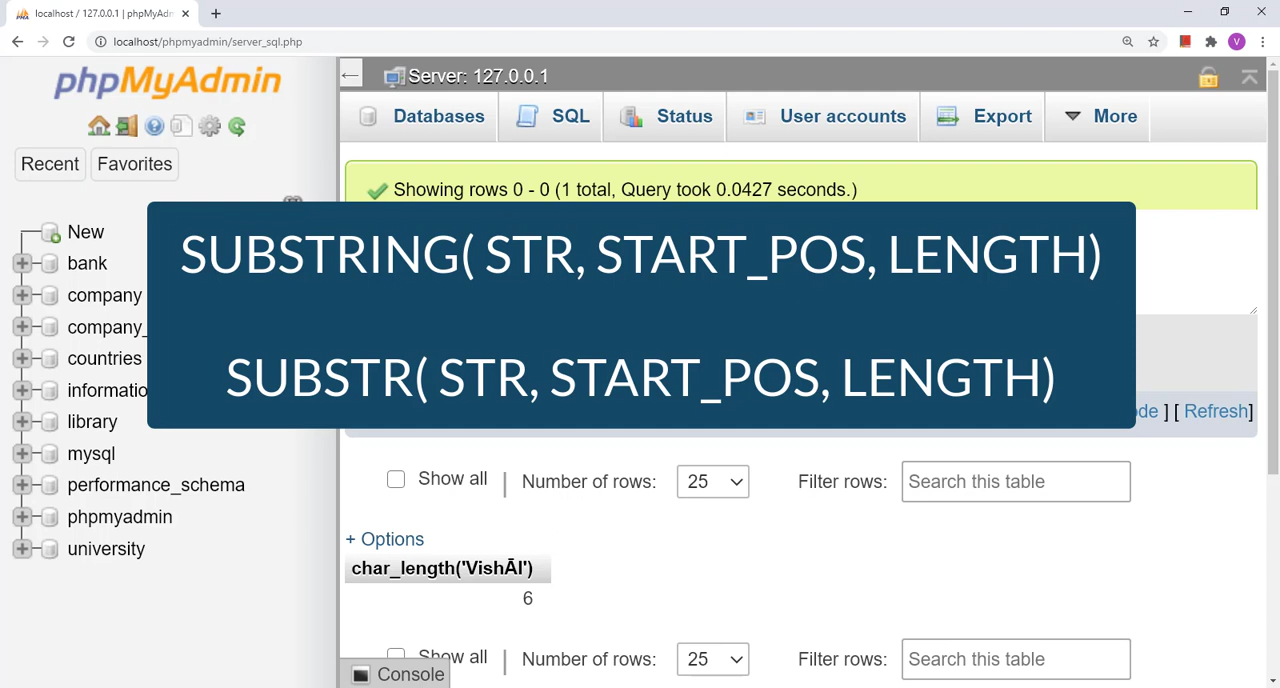 localhost / 127.0.0.1 | phpMyAdm
localhost/phpmyadmin/server_sql.php
V
phpMyAdmin
Recent
Favorites
New
bank
company
company_
countries
informatio
library
mysql
performance_schema
phpmyadmin
university
Server: 127.0.0.1
Databases
SQL
Status
User accounts
Export
More
Showing rows 0 - 0 (1 total, Query took 0.0427 seconds.)
SUBSTRING( STR, START_POS, LENGTH)
SUBSTR( STR, START_POS, LENGTH)
de ] [ Refresh]
Show all | Number of rows: 25 Filter rows: Search this table
+ Options
char_length('VishĀl')
6
Show all | Number of rows: 25 Filter rows: Search this table
Console